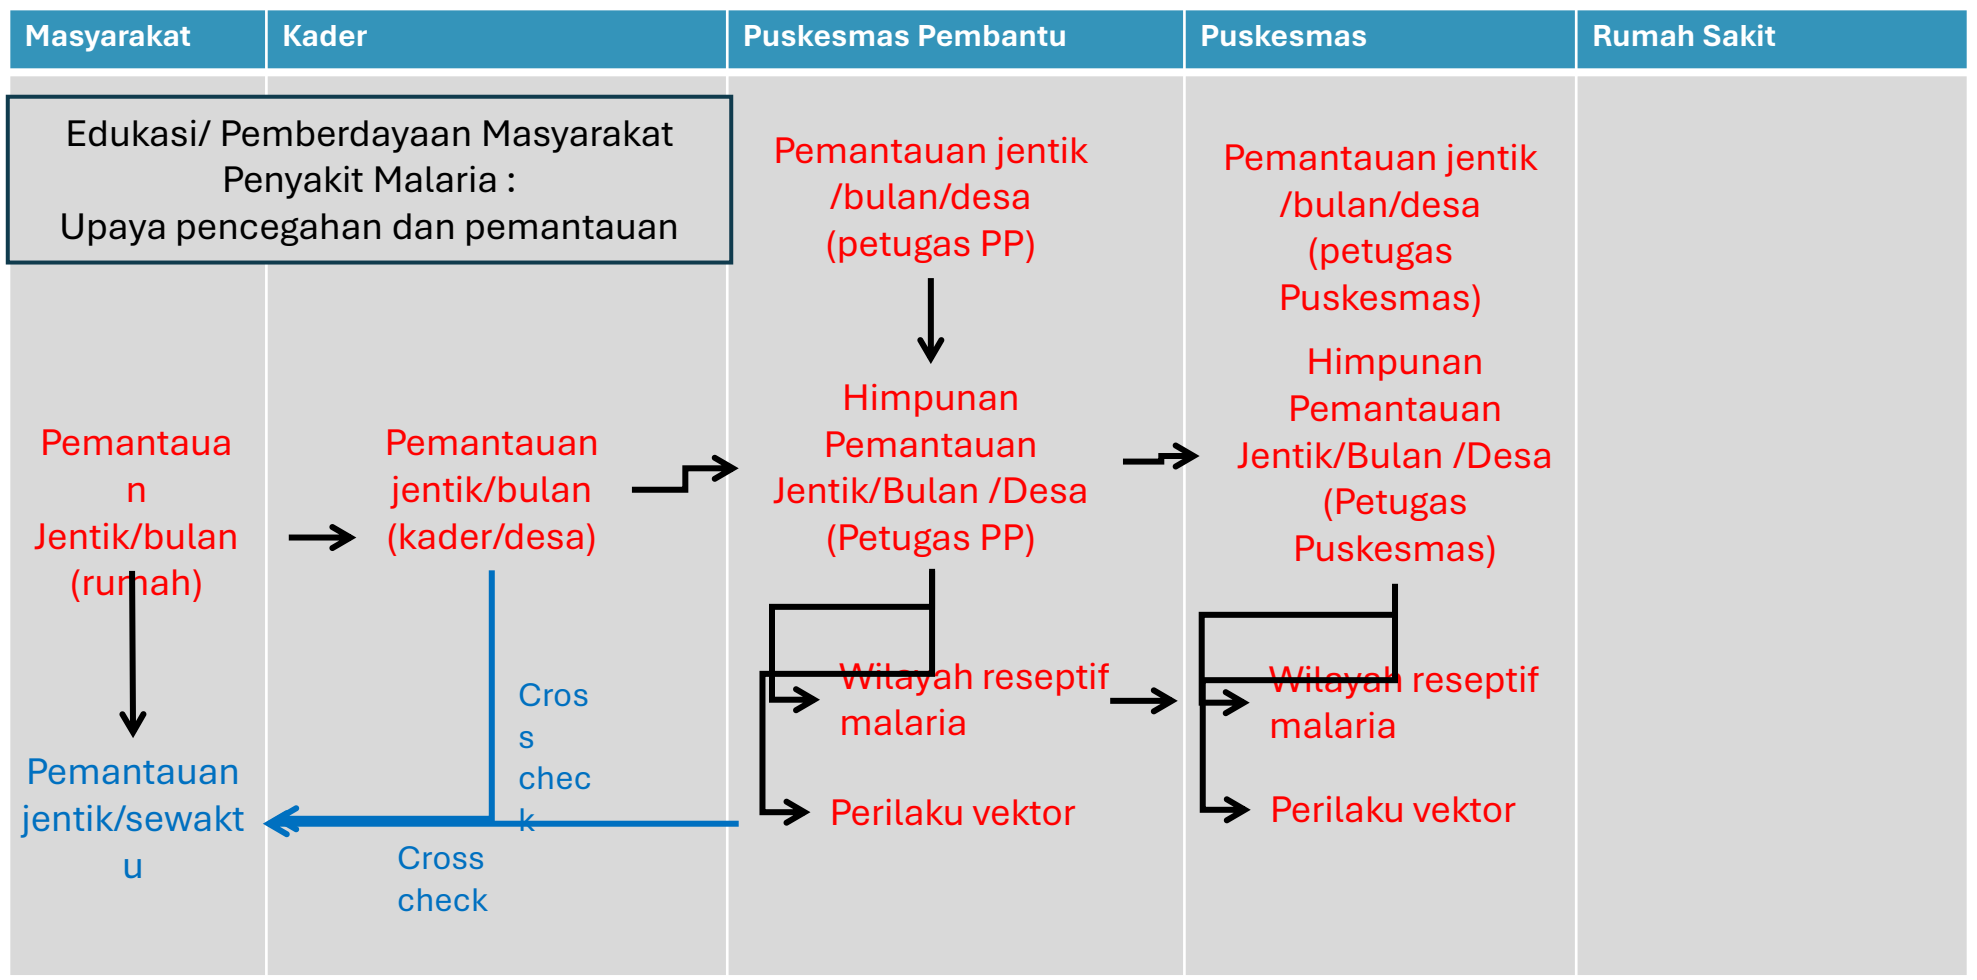 Masyarakat
Kader
Puskesmas Pembantu
Puskesmas
Rumah Sakit
Edukasi/ Pemberdayaan Masyarakat
Penyakit Malaria :
Upaya pencegahan dan pemantauan
Pemantaua
n
Jentik/bulan
(rumah)
Pemantauan
jentik/sewakt
u
Pemantauan
jentik/bulan
(kader/desa)
Cros
s
chec
k
Cross
check
Pemantauan jentik
/bulan/desa
(petugas PP)
Himpunan
Pemantauan
Jentik/Bulan /Desa
(Petugas PP)
Wilayah reseptif
malaria
Perilaku vektor
Pemantauan jentik
/bulan/desa
(petugas
Puskesmas)
Himpunan
Pemantauan
Jentik/Bulan /Desa
(Petugas
Puskesmas)
Wilayah reseptif
malaria
Perilaku vektor